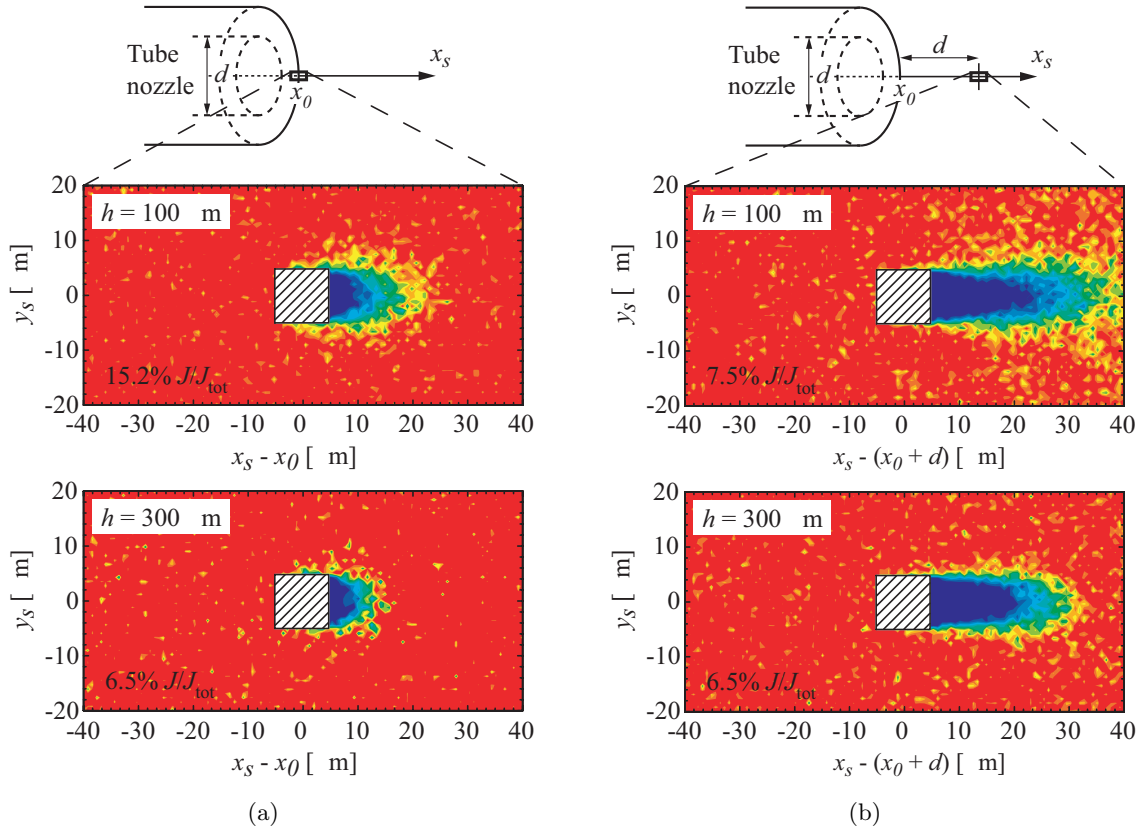 Tube
nozzle
d
x0
xs
20
10
0
-10
-20
ys [ m]
h = 100 m
15.2% J/Jtot
-40 -30 -20 -10 0 10 20 30 40
xs - x0 [ m]
20
10
0
-10
-20
ys [ m]
h = 300 m
6.5% J/Jtot
-40 -30 -20 -10 0 10 20 30 40
xs - x0 [ m]
(a)
Tube
nozzle
d
d
x0
xs
20
10
0
-10
-20
ys [ m]
h = 100 m
7.5% J/Jtot
-40 -30 -20 -10 0 10 20 30 40
xs - (x0 + d) [ m]
20
10
0
-10
-20
ys [ m]
h = 300 m
6.5% J/Jtot
-40 -30 -20 -10 0 10 20 30 40
xs - (x0 + d) [ m]
(b)